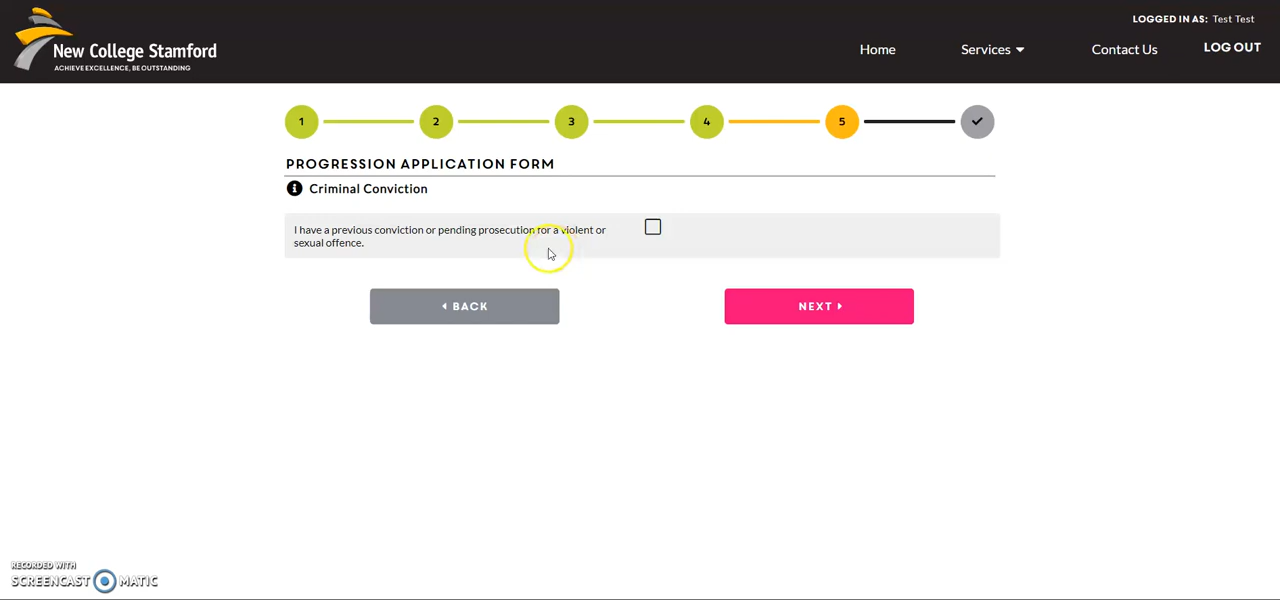 LOGGED IN AS: Test Test
New College Stamford
ACHIEVE EXCELLENCE, BE OUTSTANDING
Home
Services
Contact Us
LOG OUT
1
2
3
4
5
PROGRESSION APPLICATION FORM
Criminal Conviction
I have a previous conviction or pending prosecution for a violent or
sexual offence.
BACK
NEXT
RECORDED WITH
SCREENCAST MATIC